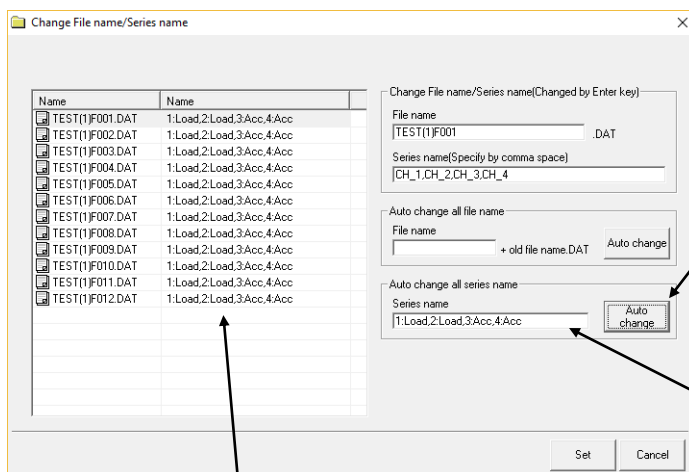 Change File name/Series name
Name Name
TEST(1)F001.DAT 1:Load,2:Load,3:Acc,4:Acc
TEST(1)F002.DAT 1:Load,2:Load,3:Acc,4:Acc
TEST(1)F003.DAT 1:Load,2:Load,3:Acc,4:Acc
TEST(1)F004.DAT 1:Load,2:Load,3:Acc,4:Acc
TEST(1)F005.DAT 1:Load,2:Load,3:Acc,4:Acc
TEST(1)F006.DAT 1:Load,2:Load,3:Acc,4:Acc
TEST(1)F007.DAT 1:Load,2:Load,3:Acc,4:Acc
TEST(1)F008.DAT 1:Load,2:Load,3:Acc,4:Acc
TEST(1)F009.DAT 1:Load,2:Load,3:Acc,4:Acc
TEST(1)F010.DAT 1:Load,2:Load,3:Acc,4:Acc
TEST(1)F011.DAT 1:Load,2:Load,3:Acc,4:Acc
TEST(1)F012.DAT 1:Load,2:Load,3:Acc,4:Acc
Change File name/Series name(Changed by Enter key)
File name
TEST(1)F001 .DAT
Series name(Specify by comma space)
CH_1,CH_2,CH_3,CH_4
Auto change all file name
File name
+ old file name.DAT Auto change
Auto change all series name
Series name
1:Load,2:Load,3:Acc,4:Acc
Auto
change
Set Cancel